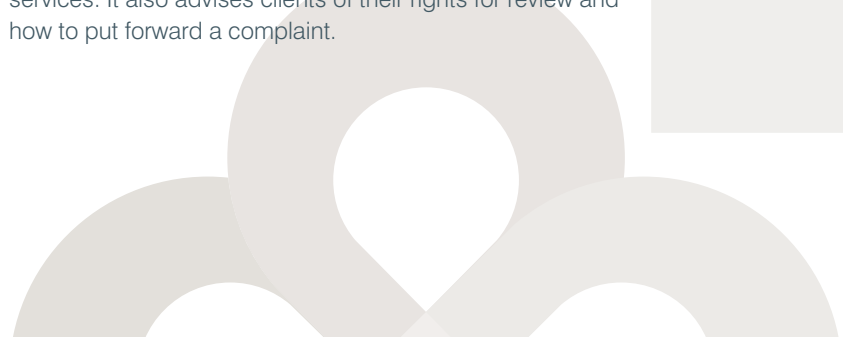 services. It also advises clients of their rights for review and
how to put forward a complaint.